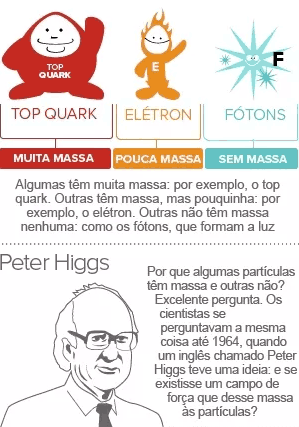 TOP
QUARK
E
F
TOP QUARK ELÉTRON FÓTONS
MUITA MASSA POUCA MASSA SEM MASSA
Algumas têm muita massa: por exemplo, o top
quark. Outras têm massa, mas pouquinha: por
exemplo, o elétron. Outras não têm massa
nenhuma: como os fótons, que formam a luz
Peter Higgs
Por que algumas partículas
têm massa e outras não?
Excelente pergunta. Os
cientistas se
perguntavam a mesma
coisa até 1964, quando
um inglês chamado Peter
Higgs teve uma ideia: e se
existisse um campo de
força que desse massa
às partículas?